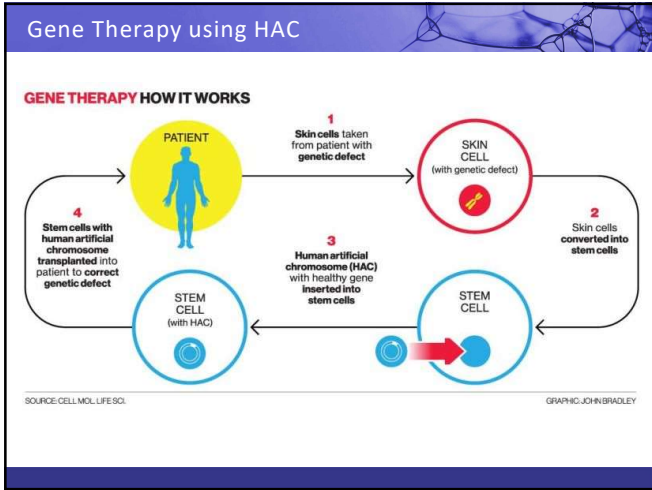 Gene Therapy using HAC
GENE THERAPY HOW IT WORKS
PATIENT
1
Skin cells taken
from patient with
genetic defect
SKIN
CELL
(with genetic defect)
2
Skin cells
converted into
stem cells
STEM
CELL
3
Human artificial
chromosome (HAC)
with healthy gene
inserted into
stem cells
STEM
CELL
(with HAC)
4
Stem cells with
human artificial
chromosome
transplanted into
patient to correct
genetic defect
SOURCE: CELL MOL. LIFE SCI.
GRAPHIC: JOHN BRADLEY